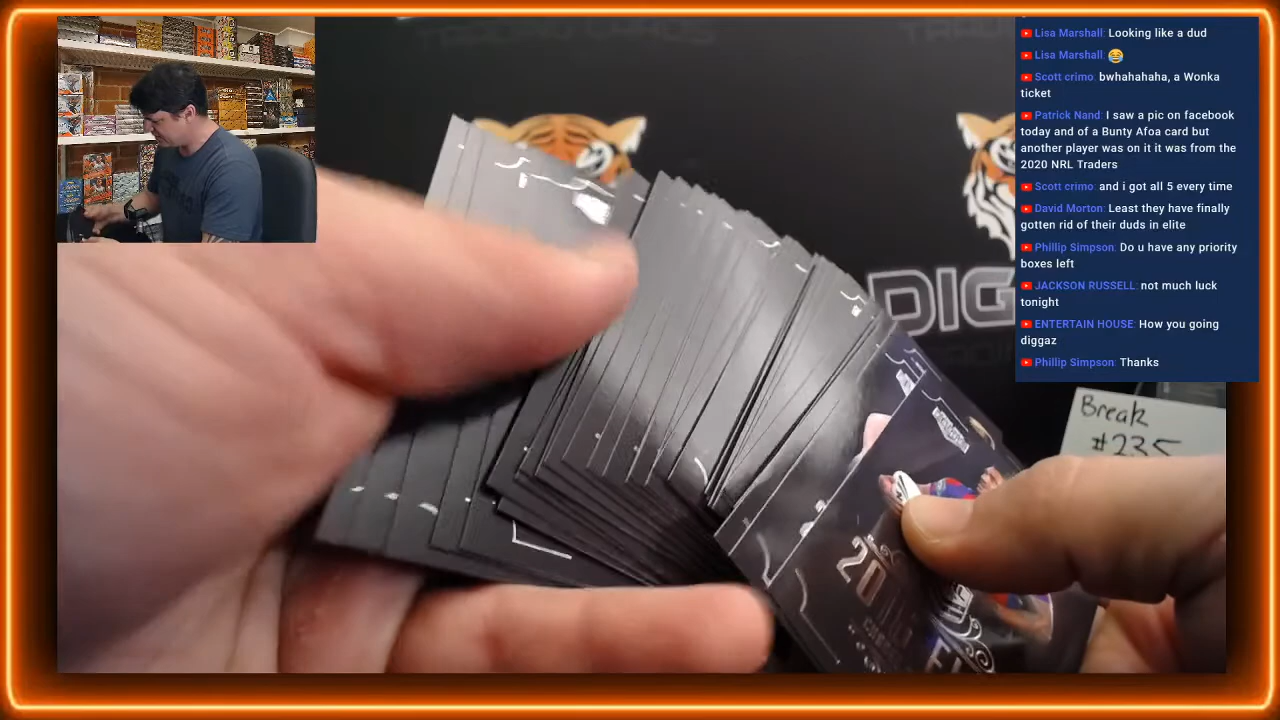 Lisa Marshall: Looking like a dud
Lisa Marshall: 😂
Scott crimo: bwhahahaha, a Wonka
ticket
Patrick Nand: I saw a pic on facebook
today and of a Bunty Afoa card but
another player was on it it was from the
2020 NRL Traders
Scott crimo: and i got all 5 every time
David Morton: Least they have finally
gotten rid of their duds in elite
Phillip Simpson: Do u have any priority
boxes left
JACKSON RUSSELL: not much luck
tonight
ENTERTAIN HOUSE: How you going
diggaz
Phillip Simpson: Thanks
DIG
Break
#235
20